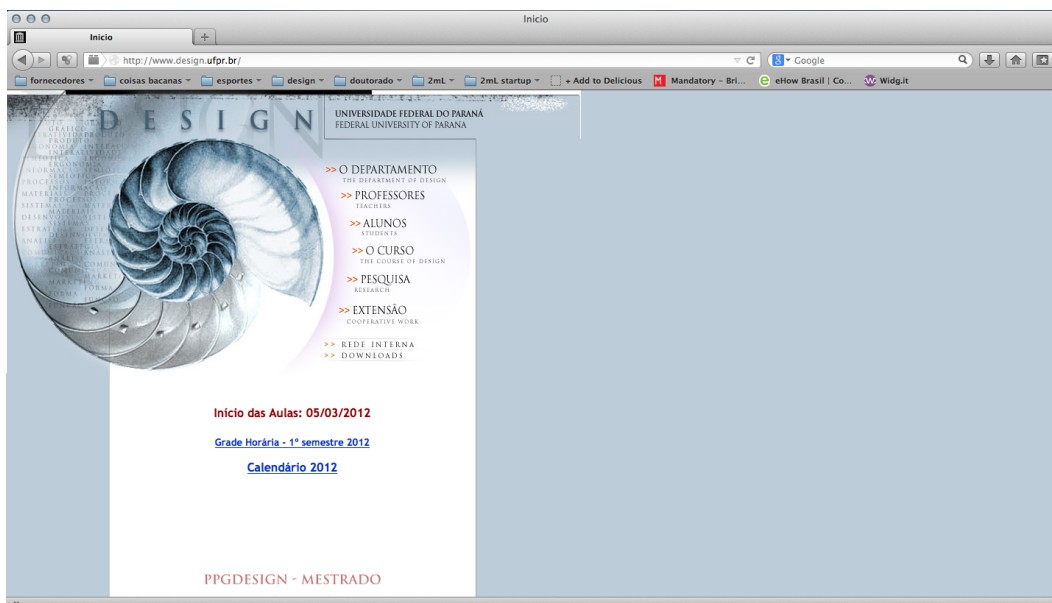 Inicio
Inicio
http://www.design.ufpr.br/
Google
fornecedores
coisas bacanas
esportes
design
doutorado
2mL
2mL startup
+ Add to Delicious
Mandatory – Bri...
eHow Brasil | Co...
Widg.it
DESIGN
UNIVERSIDADE FEDERAL DO PARANÁ
FEDERAL UNIVERSITY OF PARANA
>> O DEPARTAMENTO
THE DEPARTMENT OF DESIGN
>> PROFESSORES
TEACHERS
>> ALUNOS
STUDENTS
>> O CURSO
THE COURSE OF DESIGN
>> PESQUISA
RESEARCH
>> EXTENSÃO
COOPERATIVE WORK
>> REDE INTERNA
>> DOWNLOADS
Início das Aulas: 05/03/2012
Grade Horária - 1º semestre 2012
Calendário 2012
PPGDESIGN - MESTRADO